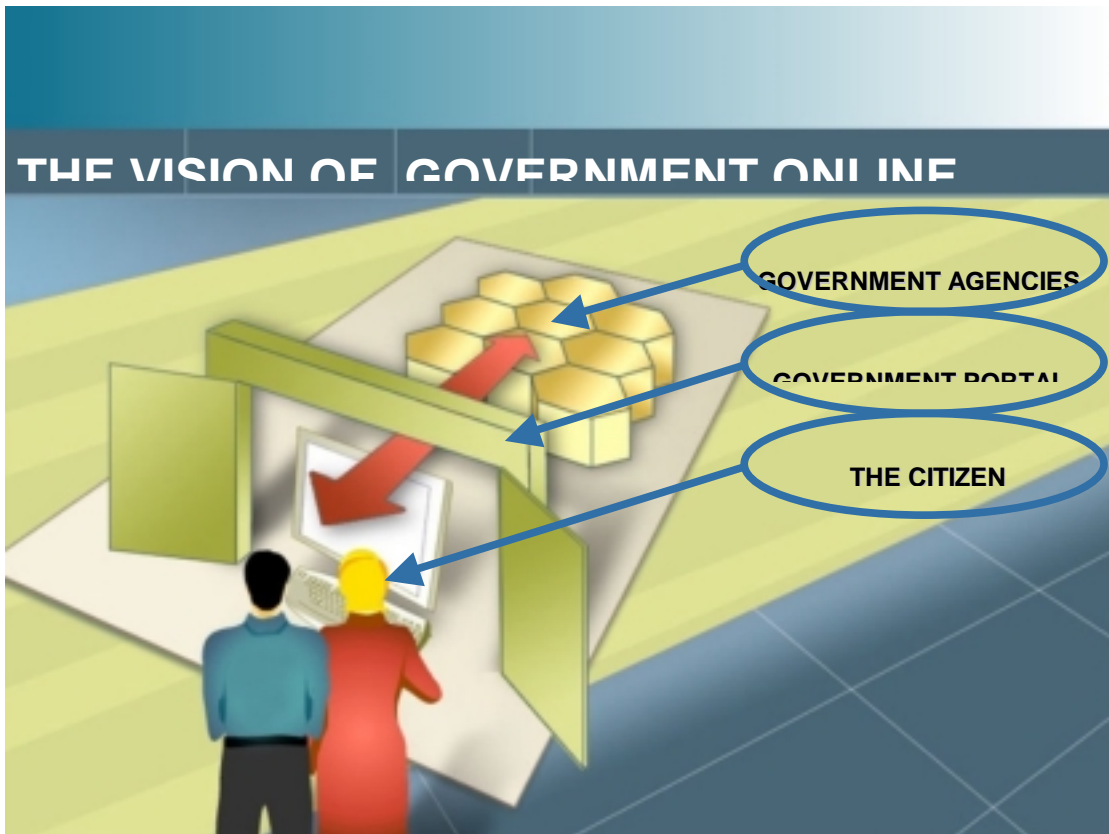 THE VISION OF GOVERNMENT ONLINE
GOVERNMENT AGENCIES
GOVERNMENT PORTAL
THE CITIZEN